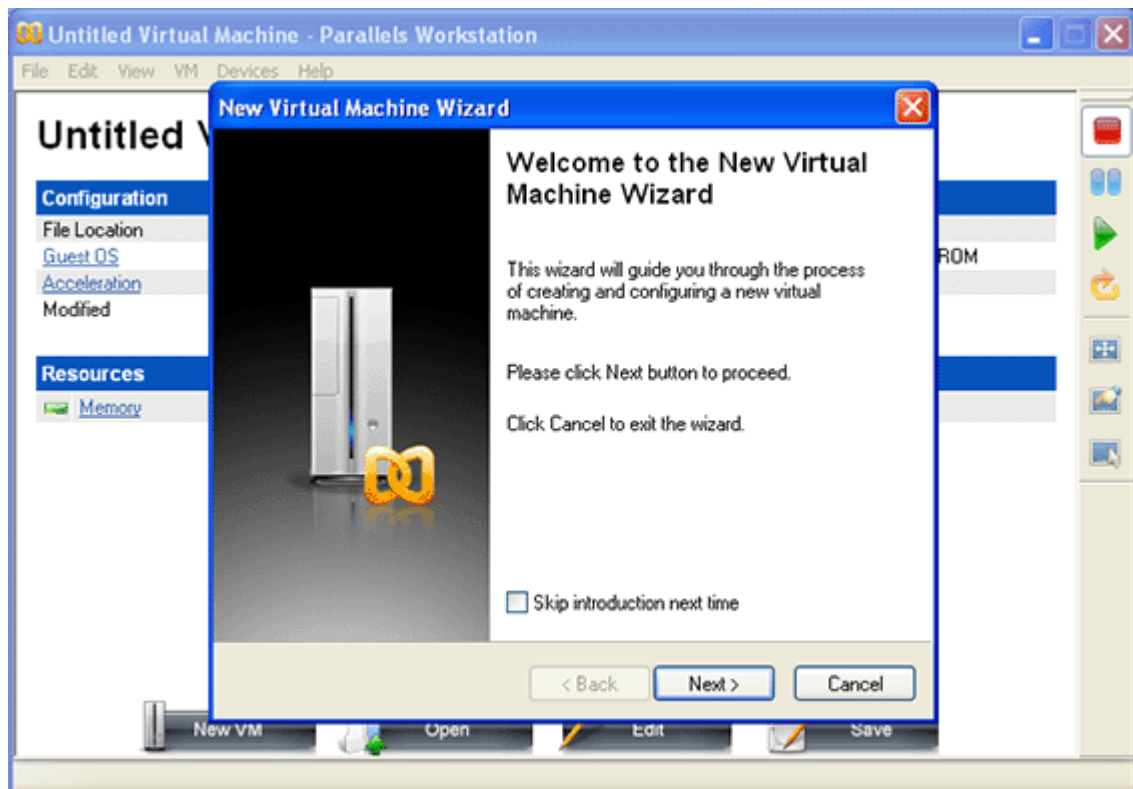 Untitled Virtual Machine - Parallels Workstation
File Edit View VM Devices Help
New Virtual Machine Wizard
Untitled
Configuration
File Location
Guest OS
Acceleration
Modified
ROM
Resources
Memory
Welcome to the New Virtual
Machine Wizard
This wizard will guide you through the process
of creating and configuring a new virtual
machine.
Please click Next button to proceed.
Click Cancel to exit the wizard.
Skip introduction next time
< Back Next > Cancel
New VM Open Edit Save